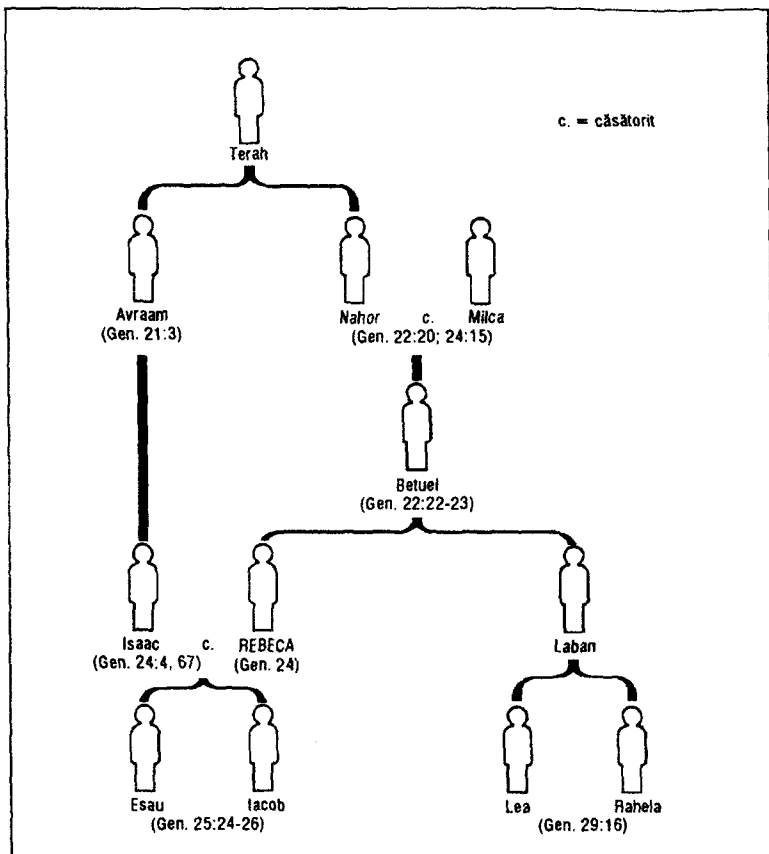 c. = căsătorit
Terah
Avraam
(Gen. 21:3)
Nahor c. Milca
(Gen. 22:20; 24:15)
Betuel
(Gen. 22:22-23)
Isaac c. REBECA
(Gen. 24:4, 67) (Gen. 24)
Laban
Esau Iacob
(Gen. 25:24-26)
Lea Rahela
(Gen. 29:16)